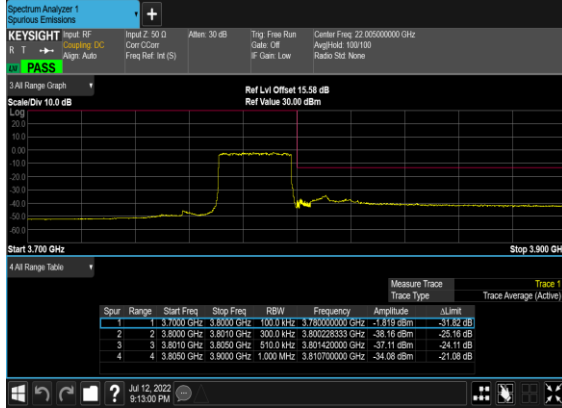 Spectrum Analyzer 1
Spurious Emissions
+
KEYSIGHT Input: RF Input Z: 50 Ω Atten: 30 dB Trig: Free Run Center Freq: 22.005000000 GHz
R T Coupling: DC Corr CCorr Gate: Off Avg|Hold: 100/100
Align: Auto Freq Ref: Int (S) IF Gain: Low Radio Std: None
LXI PASS
3 All Range Graph Ref Lvl Offset 15.58 dB
Scale/Div 10.0 dB Ref Value 30.00 dBm
Log
20.0
10.0
0.00
-10.0
-20.0
-30.0
-40.0
-50.0
-60.0
Start 3.700 GHz Stop 3.900 GH
4 All Range Table
Measure Trace Trace 1
Trace Type Trace Average (Active)
Spur Range Start Freq Stop Freq RBW Frequency Amplitude ΔLimit
1 1 3.7000 GHz 3.8000 GHz 100.0 kHz 3.780000000 GHz -1.819 dBm -31.82 dB
2 2 3.8000 GHz 3.8010 GHz 300.0 kHz 3.800228333 GHz -38.16 dBm -25.16 dB
3 3 3.8010 GHz 3.8050 GHz 510.0 kHz 3.801420000 GHz -37.11 dBm -24.11 dB
4 4 3.8050 GHz 3.9000 GHz 1.000 MHz 3.810700000 GHz -34.08 dBm -21.08 dB
? Jul 12, 2022
9:13:00 PM